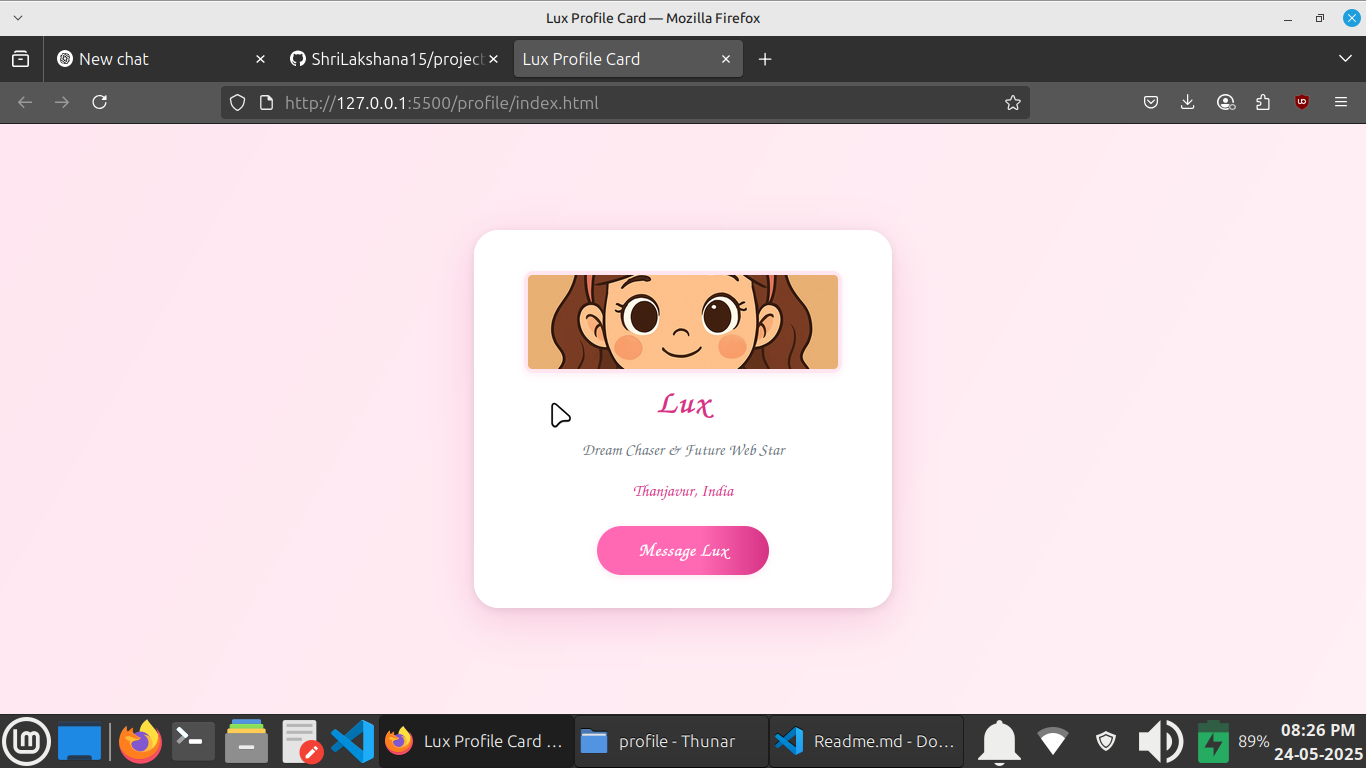 Lux Profile Card — Mozilla Firefox
New chat
ShriLakshana15/project
Lux Profile Card
http://127.0.0.1:5500/profile/index.html
Lux
Dream Chaser & Future Web Star
Thanjavur, India
Message Lux
Lux Profile Card ...
profile - Thunar
Readme.md - Do...
89%
08:26 PM
24-05-2025